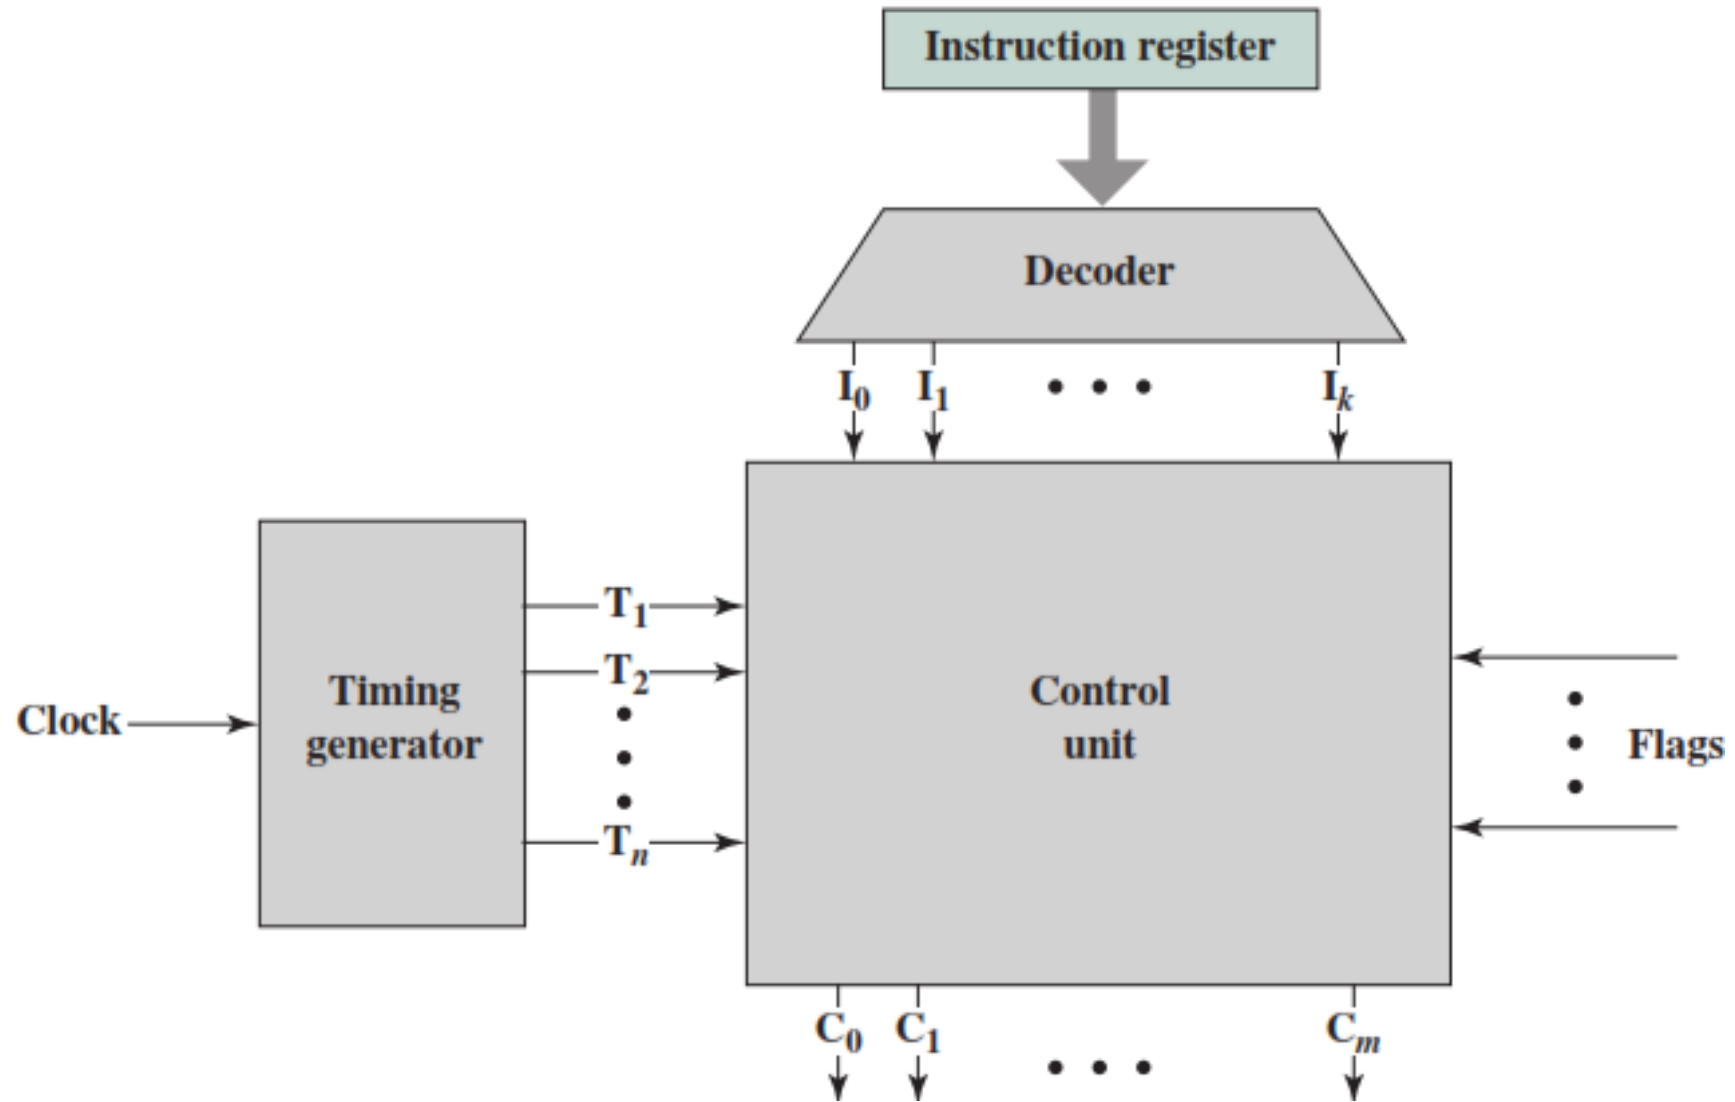 Instruction register
Decoder
I0 I1 Ik
Timing
generator
Clock
T1
T2
Tn
Control
unit
Flags
C0 C1 Cm